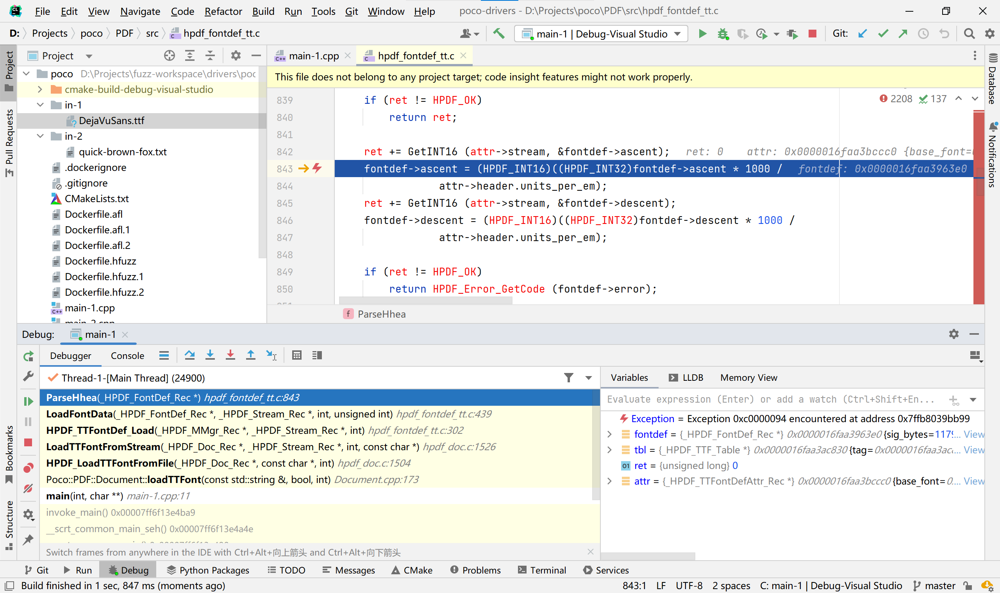 File Edit View Navigate Code Refactor Build Run Tools Git Window Help poco-drivers - D:\Projects\poco\PDF\src\hpdf_fontdef_tt.c
D: Projects poco PDF src hpdf_fontdef_tt.c main-1 | Debug-Visual Studio Git:
Project
Pull Requests
Bookmarks
Structure
Project
poco D:\Projects\fuzz-workspace\drivers\poc
cmake-build-debug-visual-studio
in-1
DejaVuSans.ttf
in-2
quick-brown-fox.txt
.dockerignore
.gitignore
CMakeLists.txt
Dockerfile.afl
Dockerfile.afl.1
Dockerfile.afl.2
Dockerfile.hfuzz
Dockerfile.hfuzz.1
Dockerfile.hfuzz.2
main-1.cpp
main-2.cpp
main-1.cpp hpdf_fontdef_tt.c
This file does not belong to any project target; code insight features might not work properly.
2208 137
839 if (ret != HPDF_OK)
840 return ret;
841
842 ret += GetINT16 (attr->stream, &fontdef->ascent); ret: 0 attr: 0x0000016faa3bccc0 {base_font=
843 fontdef->ascent = (HPDF_INT16)((HPDF_INT32)fontdef->ascent * 1000 / fontdef: 0x0000016faa3963e0
844 attr->header.units_per_em);
845 ret += GetINT16 (attr->stream, &fontdef->descent);
846 fontdef->descent = (HPDF_INT16)((HPDF_INT32)fontdef->descent * 1000 /
847 attr->header.units_per_em);
848
849 if (ret != HPDF_OK)
850 return HPDF_Error_GetCode (fontdef->error);
f ParseHhea
Database
Notifications
Debug: main-1
Debugger Console
Thread-1-[Main Thread] (24900)
ParseHhea(_HPDF_FontDef_Rec *) hpdf_fontdef_tt.c:843
LoadFontData(_HPDF_FontDef_Rec *, _HPDF_Stream_Rec *, int, unsigned int) hpdf_fontdef_tt.c:439
HPDF_TTFontDef_Load(_HPDF_MMgr_Rec *, _HPDF_Stream_Rec *, int) hpdf_fontdef_tt.c:302
LoadTTFontFromStream(_HPDF_Doc_Rec *, _HPDF_Stream_Rec *, int, const char *) hpdf_doc.c:1526
HPDF_LoadTTFontFromFile(_HPDF_Doc_Rec *, const char *, int) hpdf_doc.c:1504
Poco::PDF::Document::loadTTFont(const std::string &, bool, int) Document.cpp:173
main(int, char **) main-1.cpp:11
invoke_main() 0x00007ff6f13e4ba9
__scrt_common_main_seh() 0x00007ff6f13e4a4e
Switch frames from anywhere in the IDE with Ctrl+Alt+向上箭头 and Ctrl+Alt+向下箭头
Variables LLDB Memory View
Evaluate expression (Enter) or add a watch (Ctrl+Shift+En...
Exception = Exception 0xc0000094 encountered at address 0x7ffb8039bb99
fontdef = {_HPDF_FontDef_Rec *} 0x0000016faa3963e0 {sig_bytes=1179... View
tbl = {_HPDF_TTF_Table *} 0x0000016faa3ac830 {tag=0x0000016faa3ac... View
ret = {unsigned long} 0
attr = {_HPDF_TTFontDefAttr_Rec *} 0x0000016faa3bccc0 {base_font=0... View
Git Run Debug Python Packages TODO Messages CMake Problems Terminal Services
Build finished in 1 sec, 847 ms (moments ago) 843:1 LF UTF-8 2 spaces C: main-1 | Debug-Visual Studio master